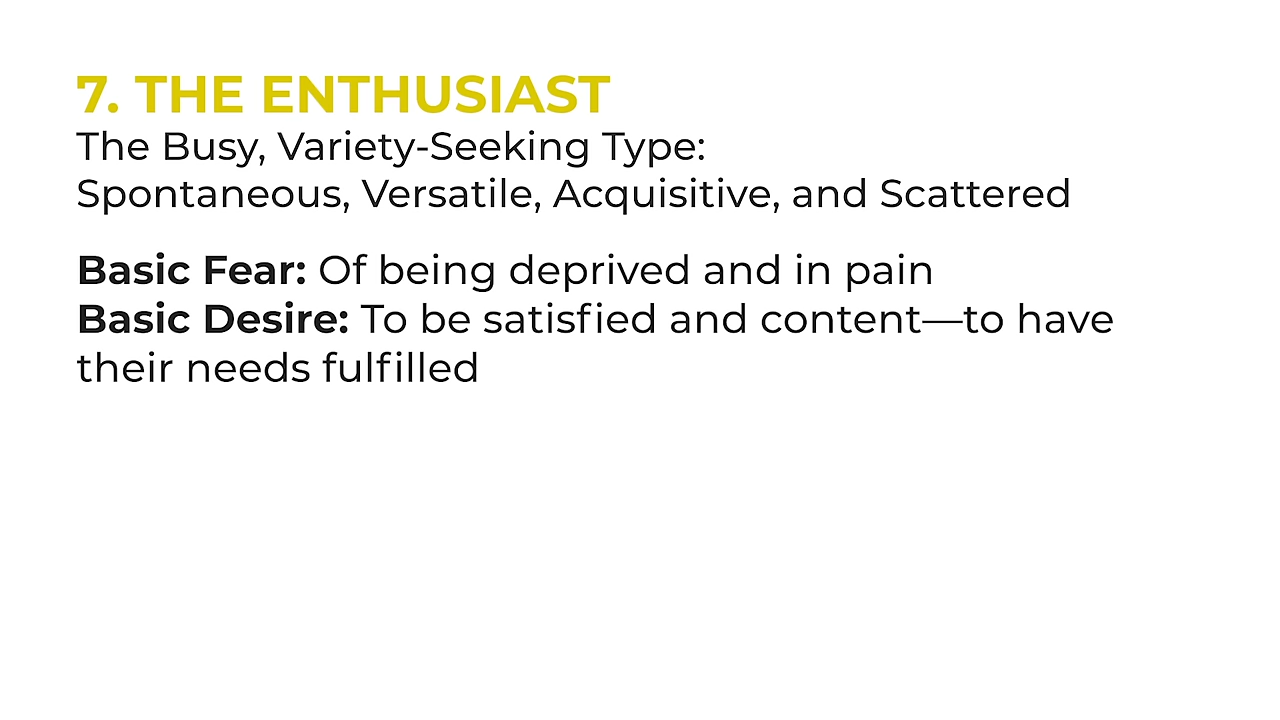 7. THE ENTHUSIAST
The Busy, Variety-Seeking Type:
Spontaneous, Versatile, Acquisitive, and Scattered
Basic Fear: Of being deprived and in pain
Basic Desire: To be satisfied and content—to have
their needs fulfilled